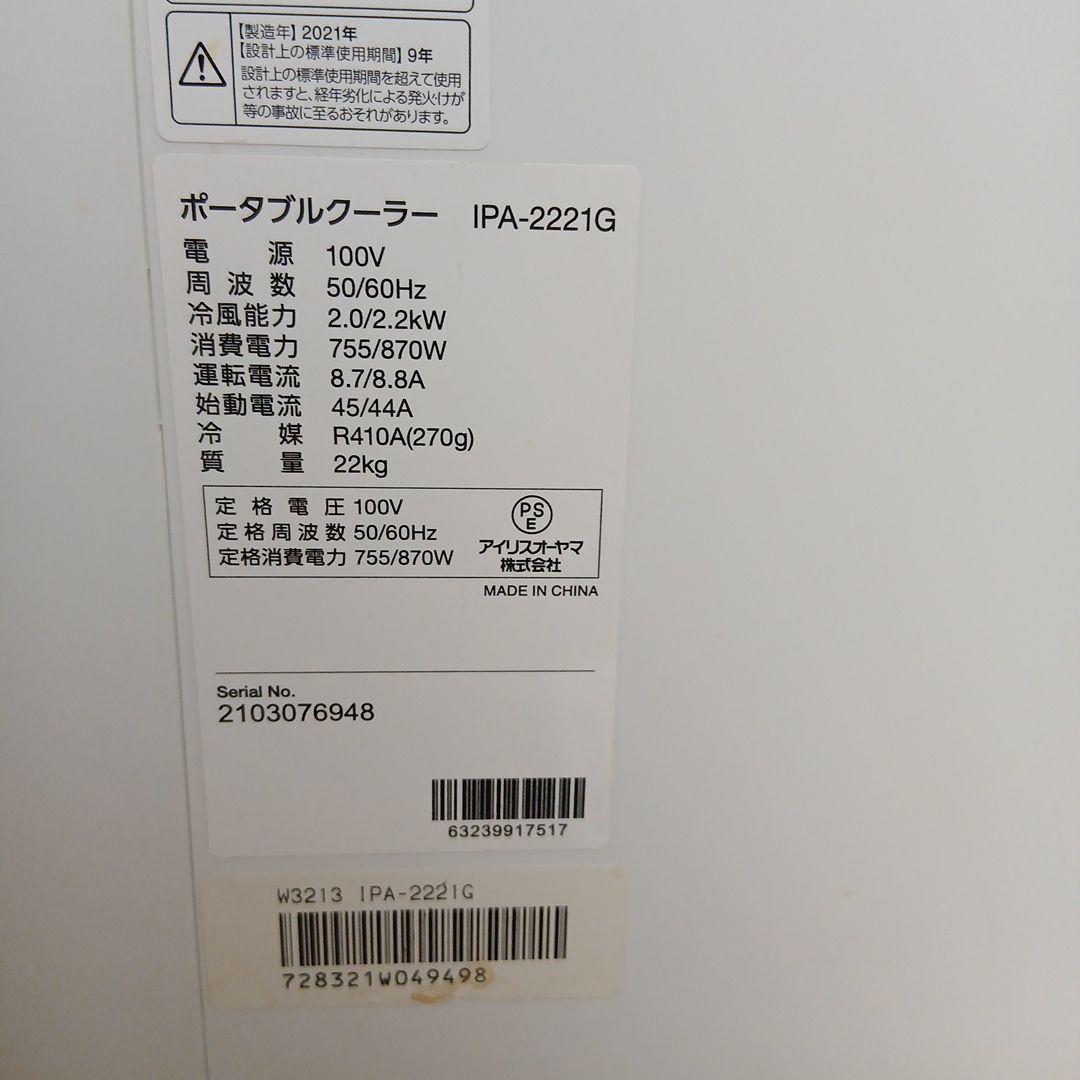 【製造年】2021年
【設計上の標準使用期間】9年
設計上の標準使用期間を超えて使用
されますと、経年劣化による発火・けが
等の事故に至るおそれがあります。
ポータブルクーラー IPA-2221G
電源 100V
周波数 50/60Hz
冷風能力 2.0/2.2kW
消費電力 755/870W
運転電流 8.7/8.8A
始動電流 45/44A
冷媒 R410A(270g)
質量 22kg
定格電圧 100V
定格周波数 50/60Hz
定格消費電力 755/870W
PS
E
アイリスオーヤマ
株式会社
MADE IN CHINA
Serial No.
2103076948
63239917517
W3213 IPA-2221G
728321W049498